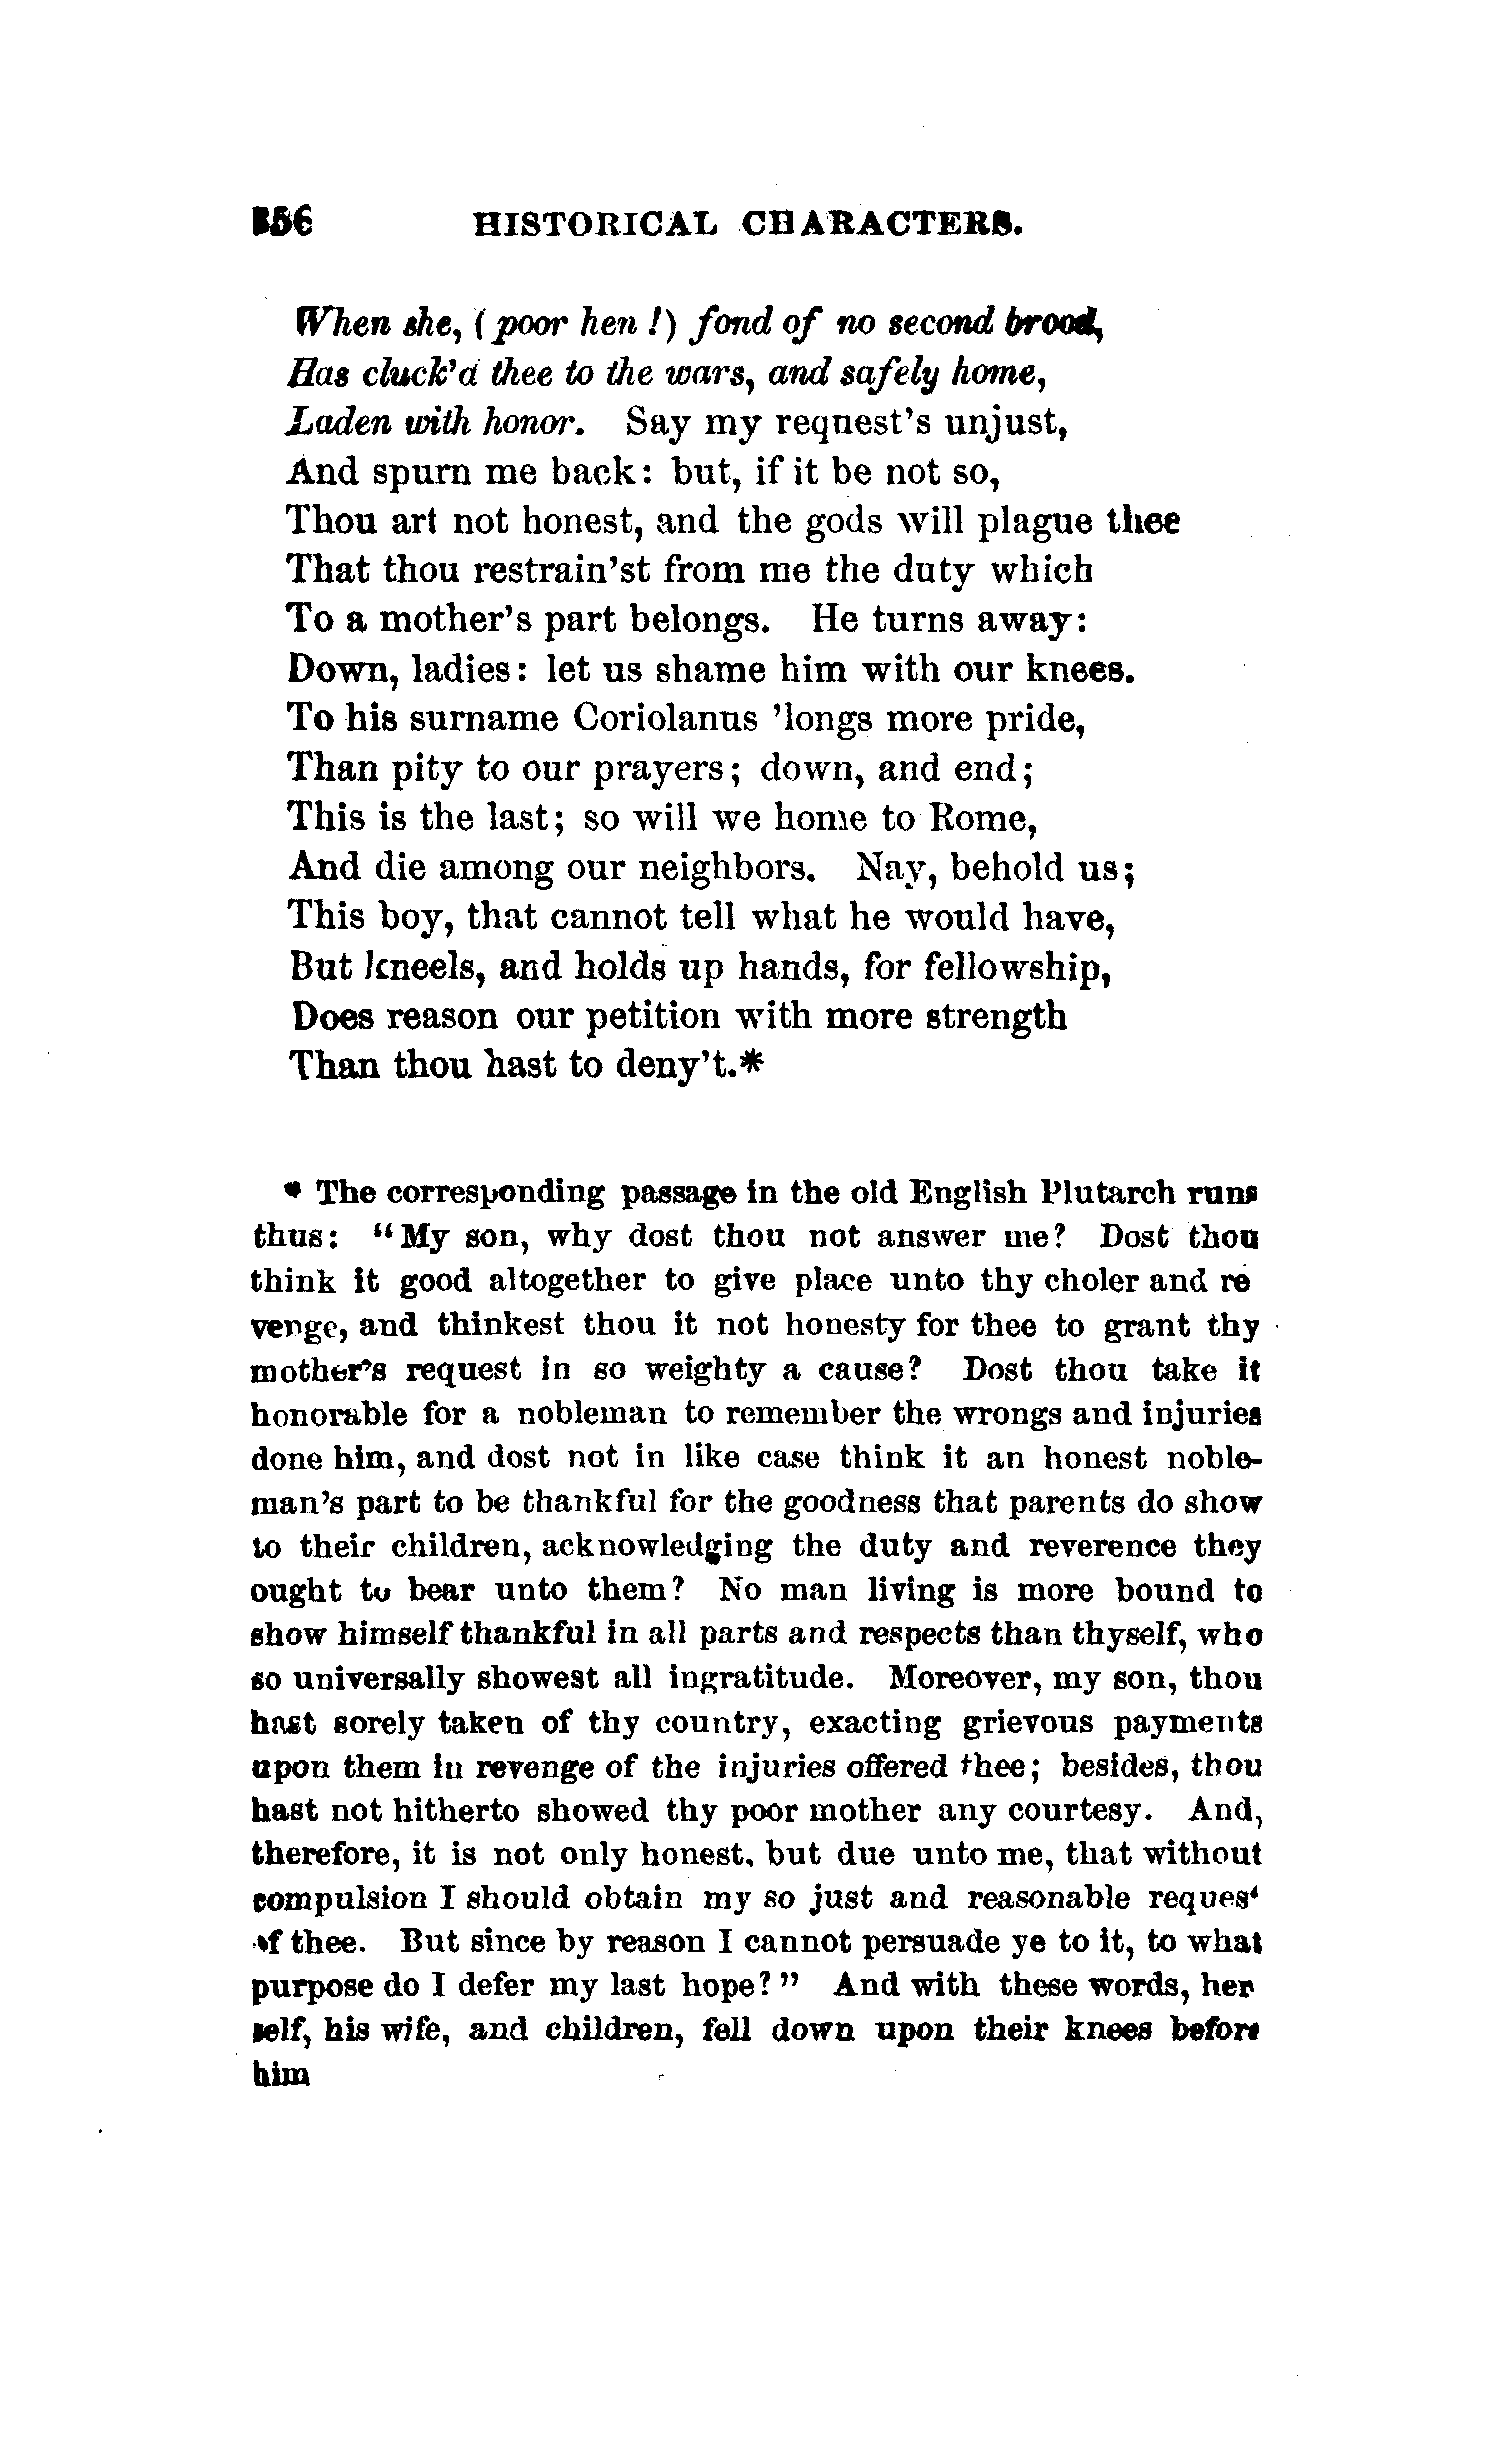 356 HISTORICAL CHARACTERS.
When she, (poor hen!) fond of no second brood,
Has cluck'd thee to the wars, and safely home,
Laden with honor. Say my request's unjust,
And spurn me back: but, if it be not so,
Thou art not honest, and the gods will plague thee
That thou restrain'st from me the duty which
To a mother's part belongs. He turns away:
Down, ladies: let us shame him with our knees.
To his surname Coriolanus 'longs more pride,
Than pity to our prayers; down, and end;
This is the last; so will we home to Rome,
And die among our neighbors. Nay, behold us;
This boy, that cannot tell what he would have,
But kneels, and holds up hands, for fellowship,
Does reason our petition with more strength
Than thou hast to deny't.*
* The corresponding passage in the old English Plutarch runs
thus: "My son, why dost thou not answer me? Dost thou
think it good altogether to give place unto thy choler and re
venge, and thinkest thou it not honesty for thee to grant thy
mother's request in so weighty a cause? Dost thou take it
honorable for a nobleman to remember the wrongs and injuries
done him, and dost not in like case think it an honest noble-
man's part to be thankful for the goodness that parents do show
to their children, acknowledging the duty and reverence they
ought to bear unto them? No man living is more bound to
show himself thankful in all parts and respects than thyself, who
so universally showest all ingratitude. Moreover, my son, thou
hast sorely taken of thy country, exacting grievous payments
upon them in revenge of the injuries offered thee; besides, thou
hast not hitherto showed thy poor mother any courtesy. And,
therefore, it is not only honest, but due unto me, that without
compulsion I should obtain my so just and reasonable request
of thee. But since by reason I cannot persuade ye to it, to what
purpose do I defer my last hope?" And with these words, her
self, his wife, and children, fell down upon their knees before
him